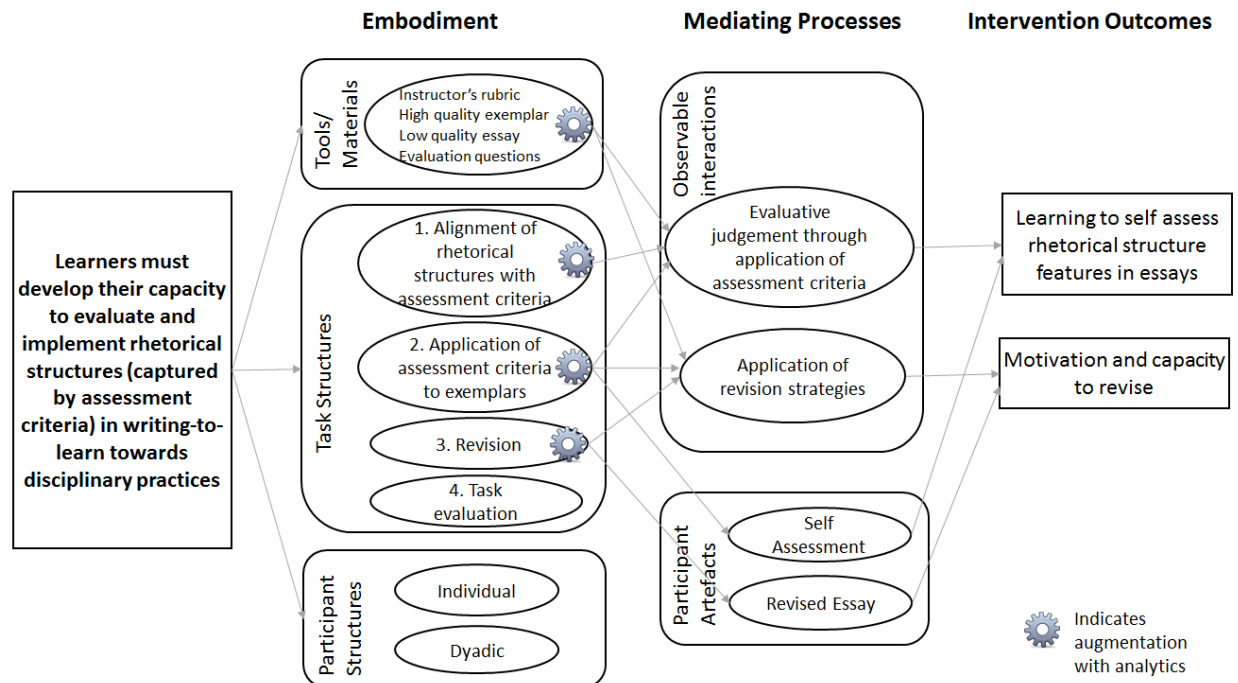 Embodiment
Mediating Processes
Intervention Outcomes
Learners must
develop their capacity
to evaluate and
implement rhetorical
structures (captured
by assessment
criteria) in writing-to-
learn towards
disciplinary practices
Tools/
Materials
Instructor's rubric
High quality exemplar
Low quality essay
Evaluation questions
Task Structures
1. Alignment of
rhetorical
structures with
assessment criteria
2. Application of
assessment criteria
to exemplars
3. Revision
4. Task
evaluation
Participant
Structures
Individual
Dyadic
Observable
interactions
Evaluative
judgement through
application of
assessment criteria
Application of
revision strategies
Participant
Artefacts
Self
Assessment
Revised Essay
Learning to self assess
rhetorical structure
features in essays
Motivation and capacity
to revise
Indicates
augmentation
with analytics